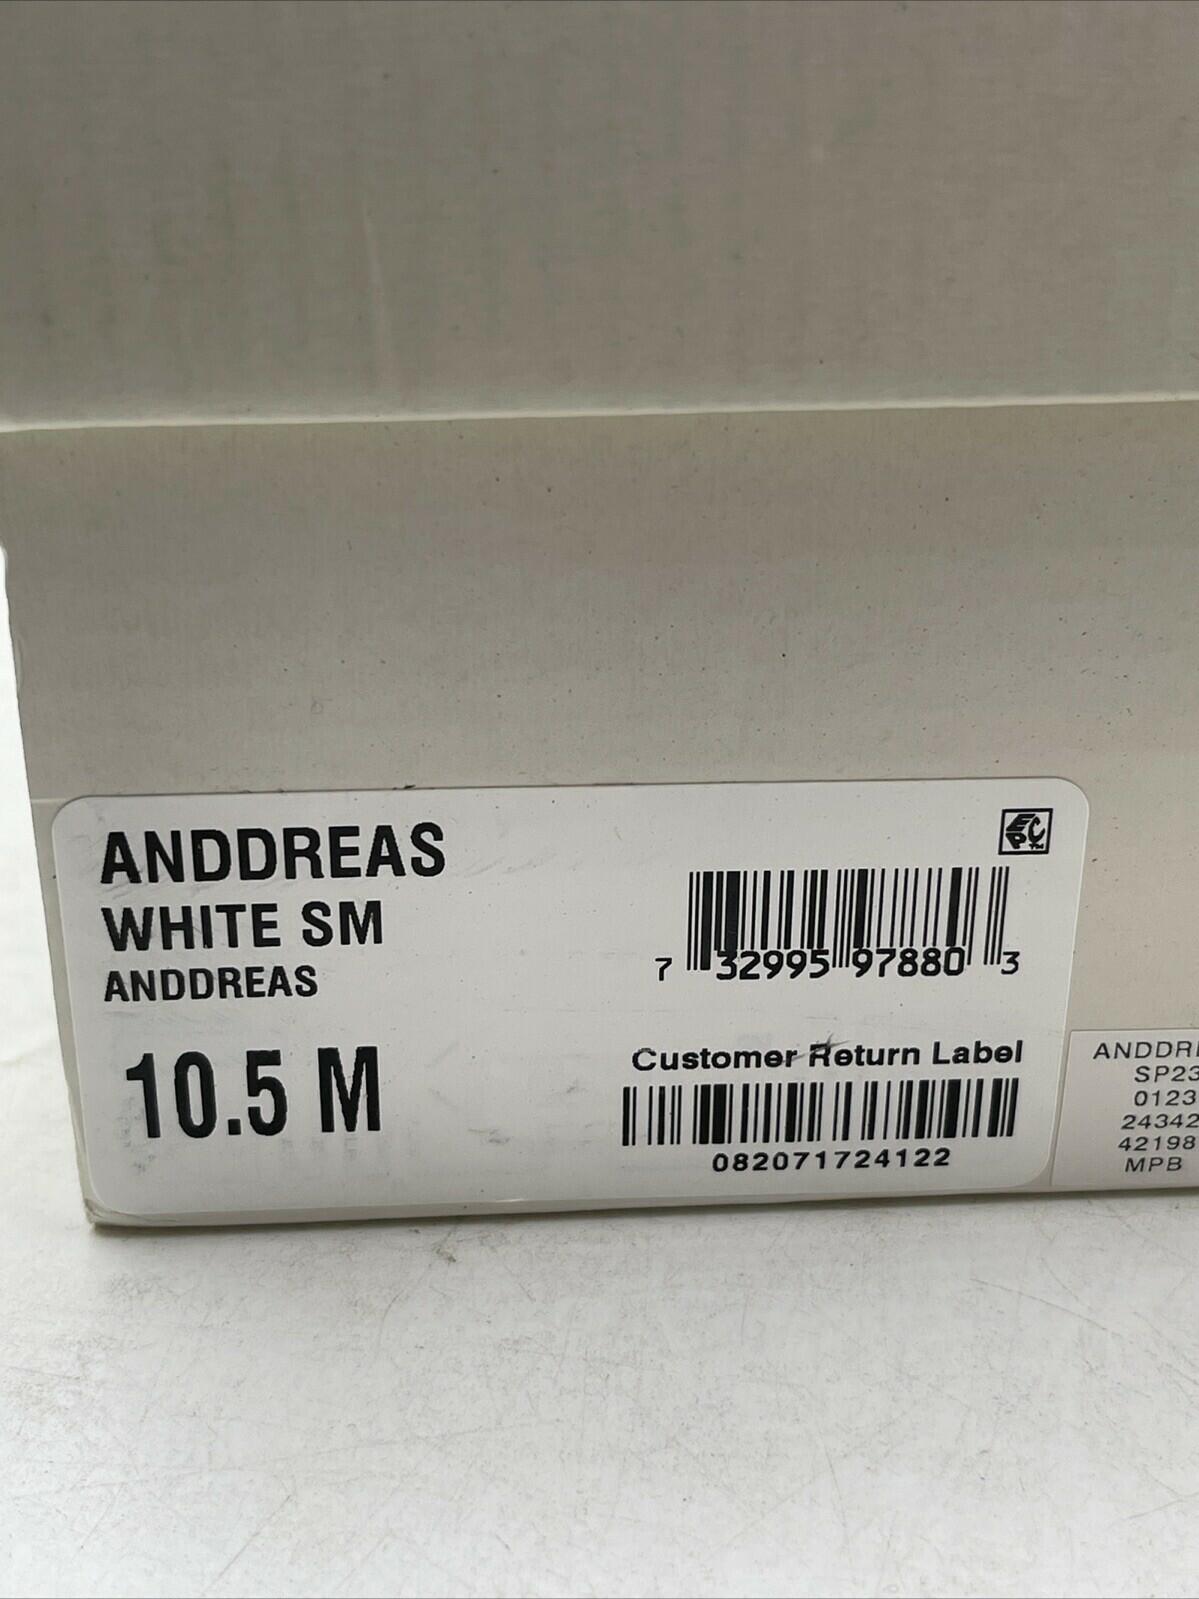 ANDDREAS
WHITE SM
ANDDREAS
10.5 M
EPC™
7 32995 97880 3
Customer Return Label
082071724122
SP23
0123
24342
42198
MPB